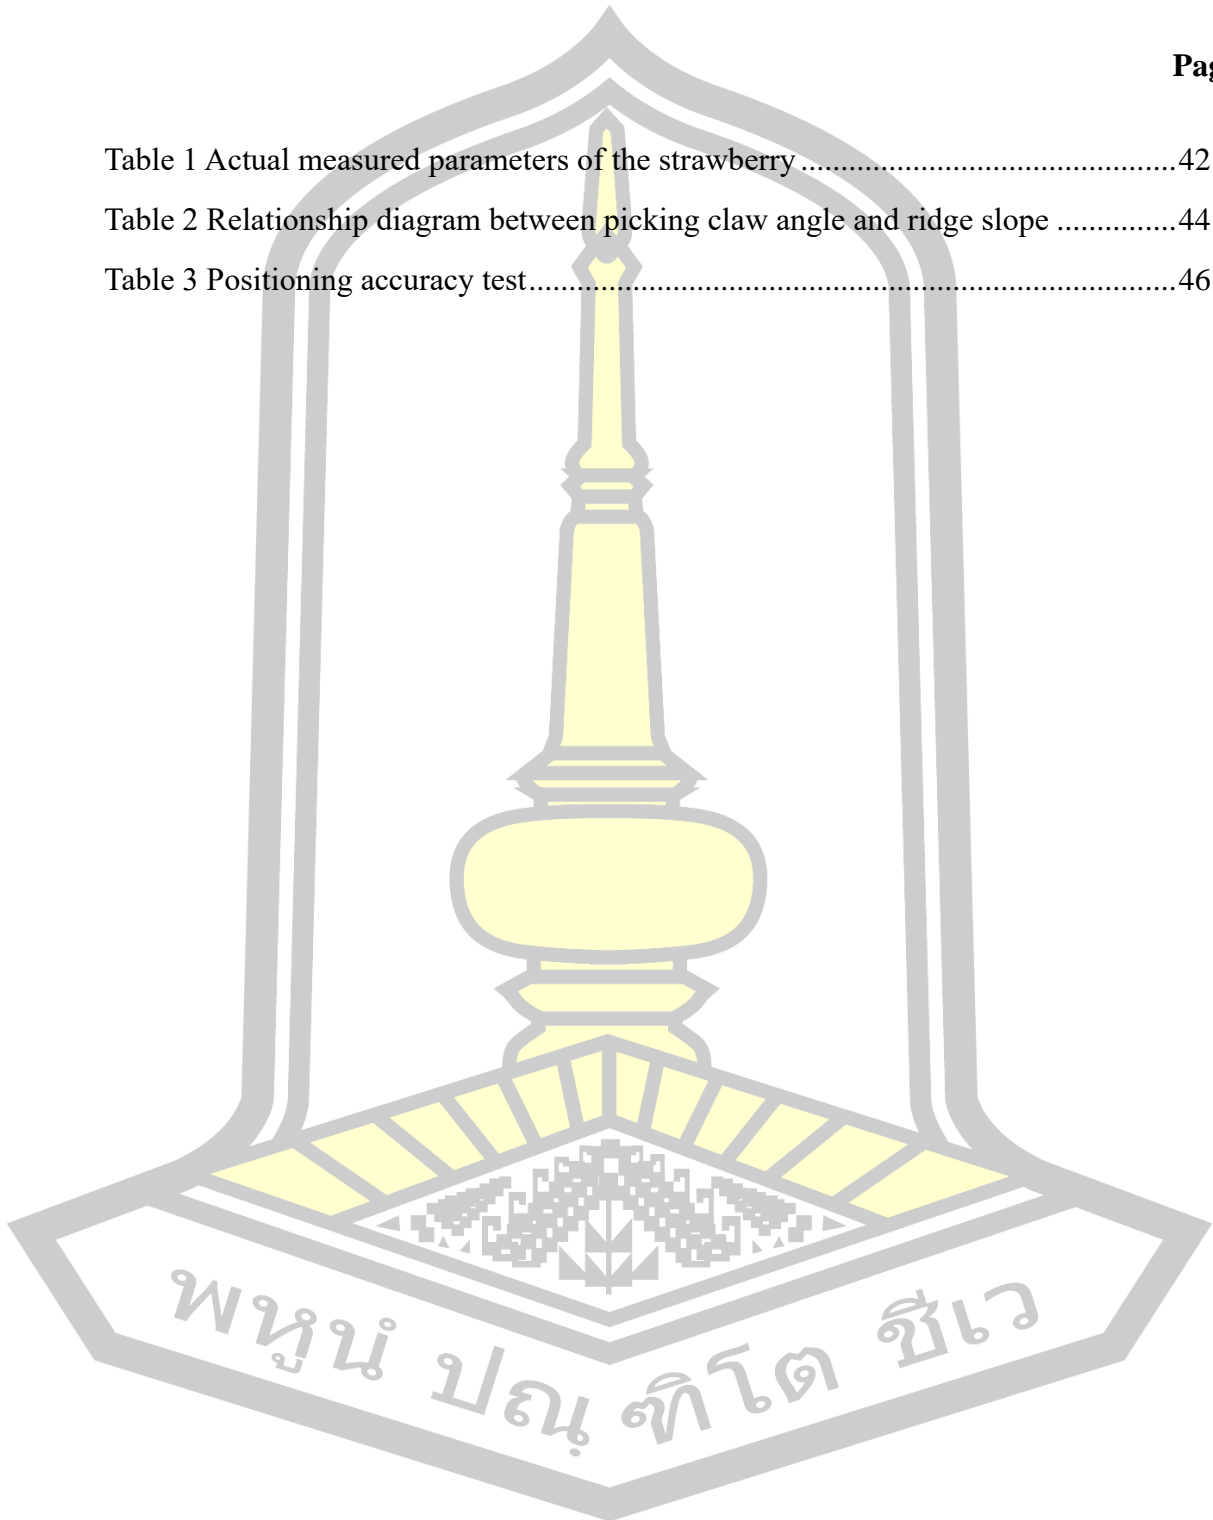 Pag
Table 1 Actual measured parameters of the strawberry ................................................42
Table 2 Relationship diagram between picking claw angle and ridge slope ...............44
Table 3 Positioning accuracy test..................................................................................46
พหูนํ ปณฺฑิโต ชีเว